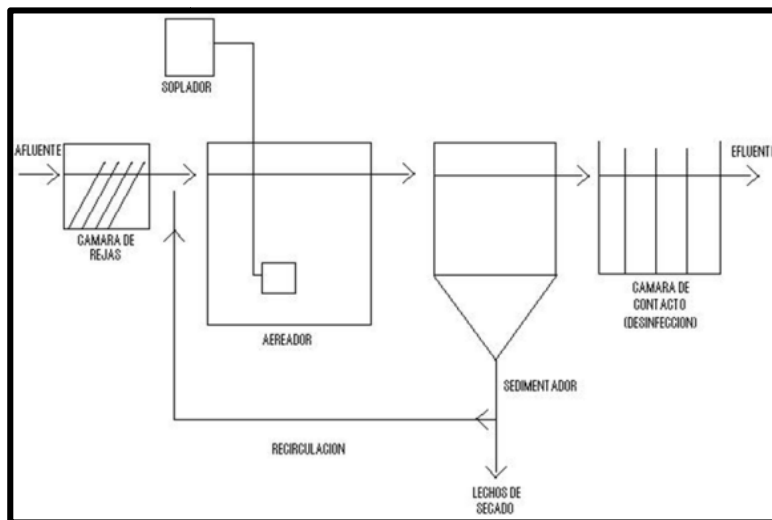 SOPLADOR
AFLUENTE
EFLUENTE
CAMARA DE
REJAS
CAMARA DE
CONTACTO
(DESINFECCION)
AEREADOR
SEDIMENTADOR
RECIRCULACION
LECHOS DE
SECADO